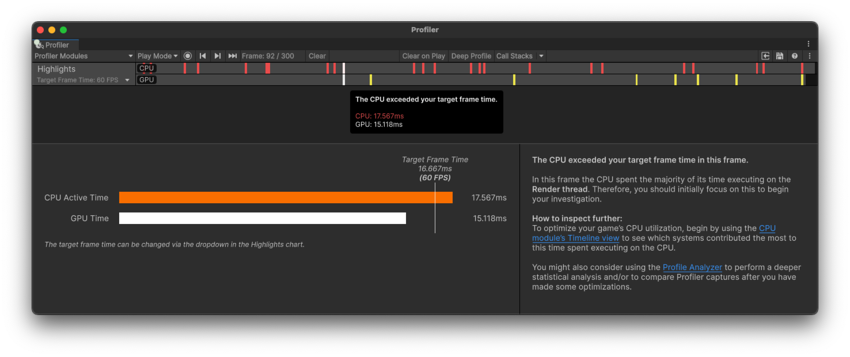 Profiler
Profiler
Profiler Modules Play Mode Frame: 92 / 300 Clear Clear on Play Deep Profile Call Stacks
Highlights CPU
Target Frame Time: 60 FPS GPU
The CPU exceeded your target frame time.
CPU: 17.567ms
GPU: 15.118ms
Target Frame Time
16.667ms
(60 FPS)
CPU Active Time 17.567ms
GPU Time 15.118ms
The target frame time can be changed via the dropdown in the Highlights chart.
The CPU exceeded your target frame time in this frame.
In this frame the CPU spent the majority of its time executing on the
Render thread. Therefore, you should initially focus on this to begin
your investigation.
How to inspect further:
To optimize your game's CPU utilization, begin by using the CPU
module's Timeline view to see which systems contributed the most to
this time spent executing on the CPU.
You might also consider using the Profile Analyzer to perform a deeper
statistical analysis and/or to compare Profiler captures after you have
made some optimizations.